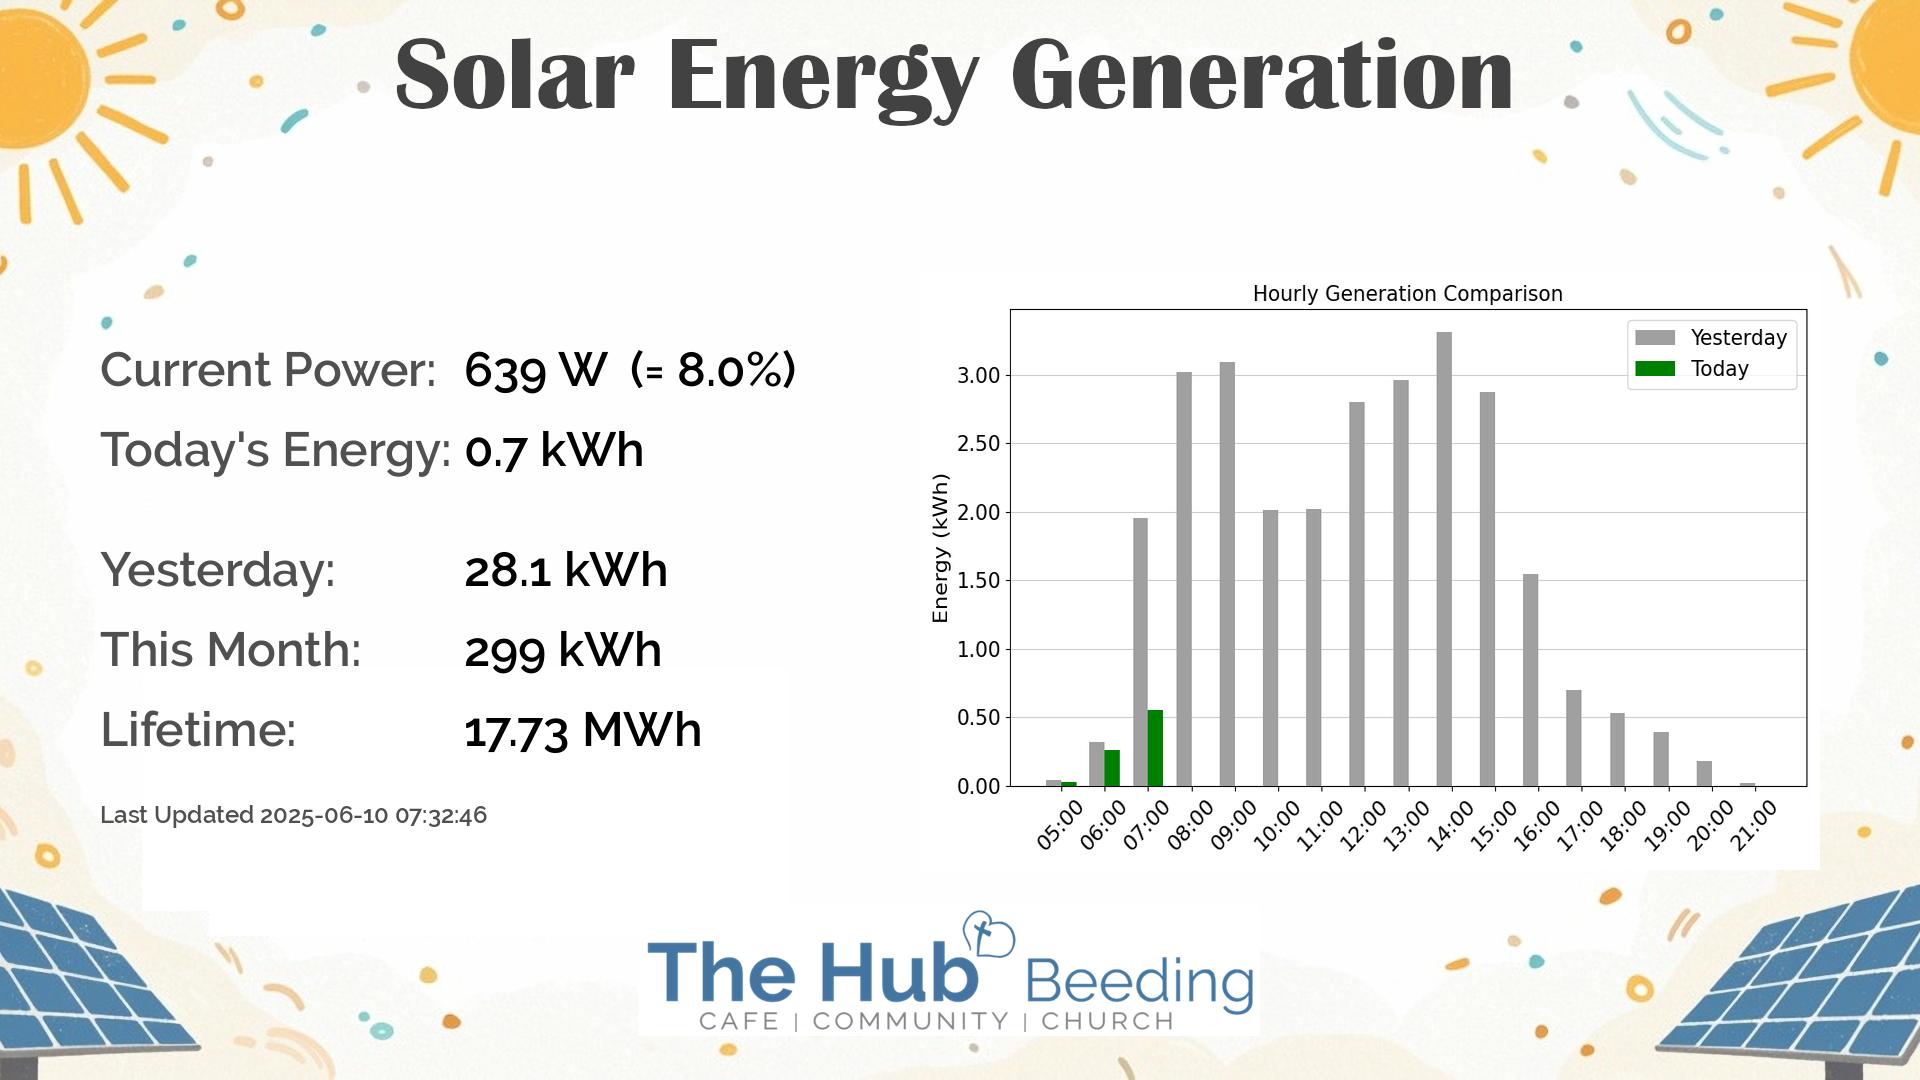 Solar Energy Generation
Current Power: 639 W (= 8.0%)
Today's Energy: 0.7 kWh
Yesterday: 28.1 kWh
This Month: 299 kWh
Lifetime: 17.73 MWh
Last Updated 2025-06-10 07:32:46
Hourly Generation Comparison
Yesterday
Today
Energy (kWh)
3.00
2.50
2.00
1.50
1.00
0.50
0.00
05:00 06:00 07:00 08:00 09:00 10:00 11:00 12:00 13:00 14:00 15:00 16:00 17:00 18:00 19:00 20:00 21:00
The Hub Beeding
CAFE | COMMUNITY | CHURCH